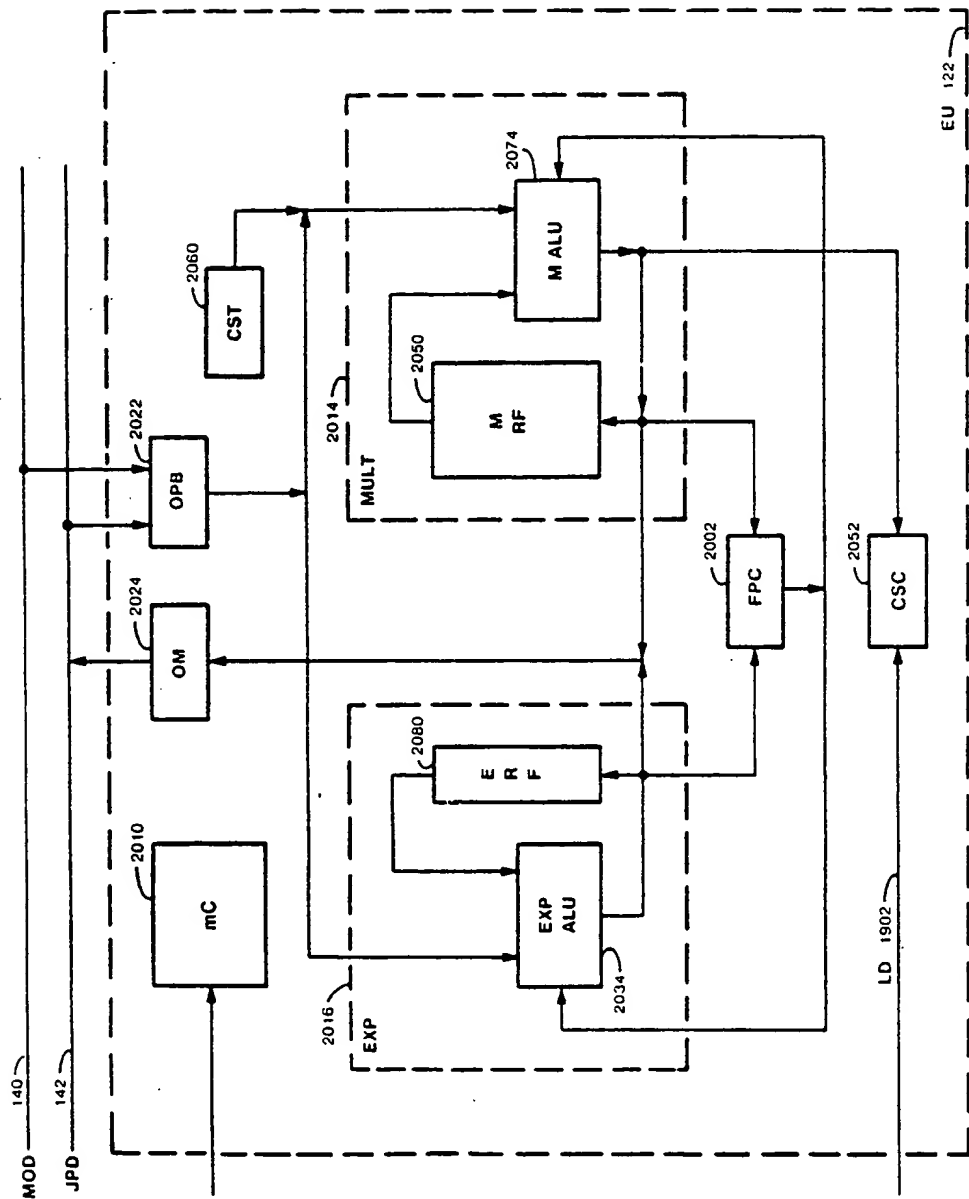 MOD
140
JPD
142
2010
mC
2024
OM
2022
OPB
2060
CST
2016
EXP
EXP
ALU
2034
2080
E
R
F
2014
MULT
2050
M
RF
2074
M ALU
2002
FPC
2052
CSC
LD 1902
EU 122